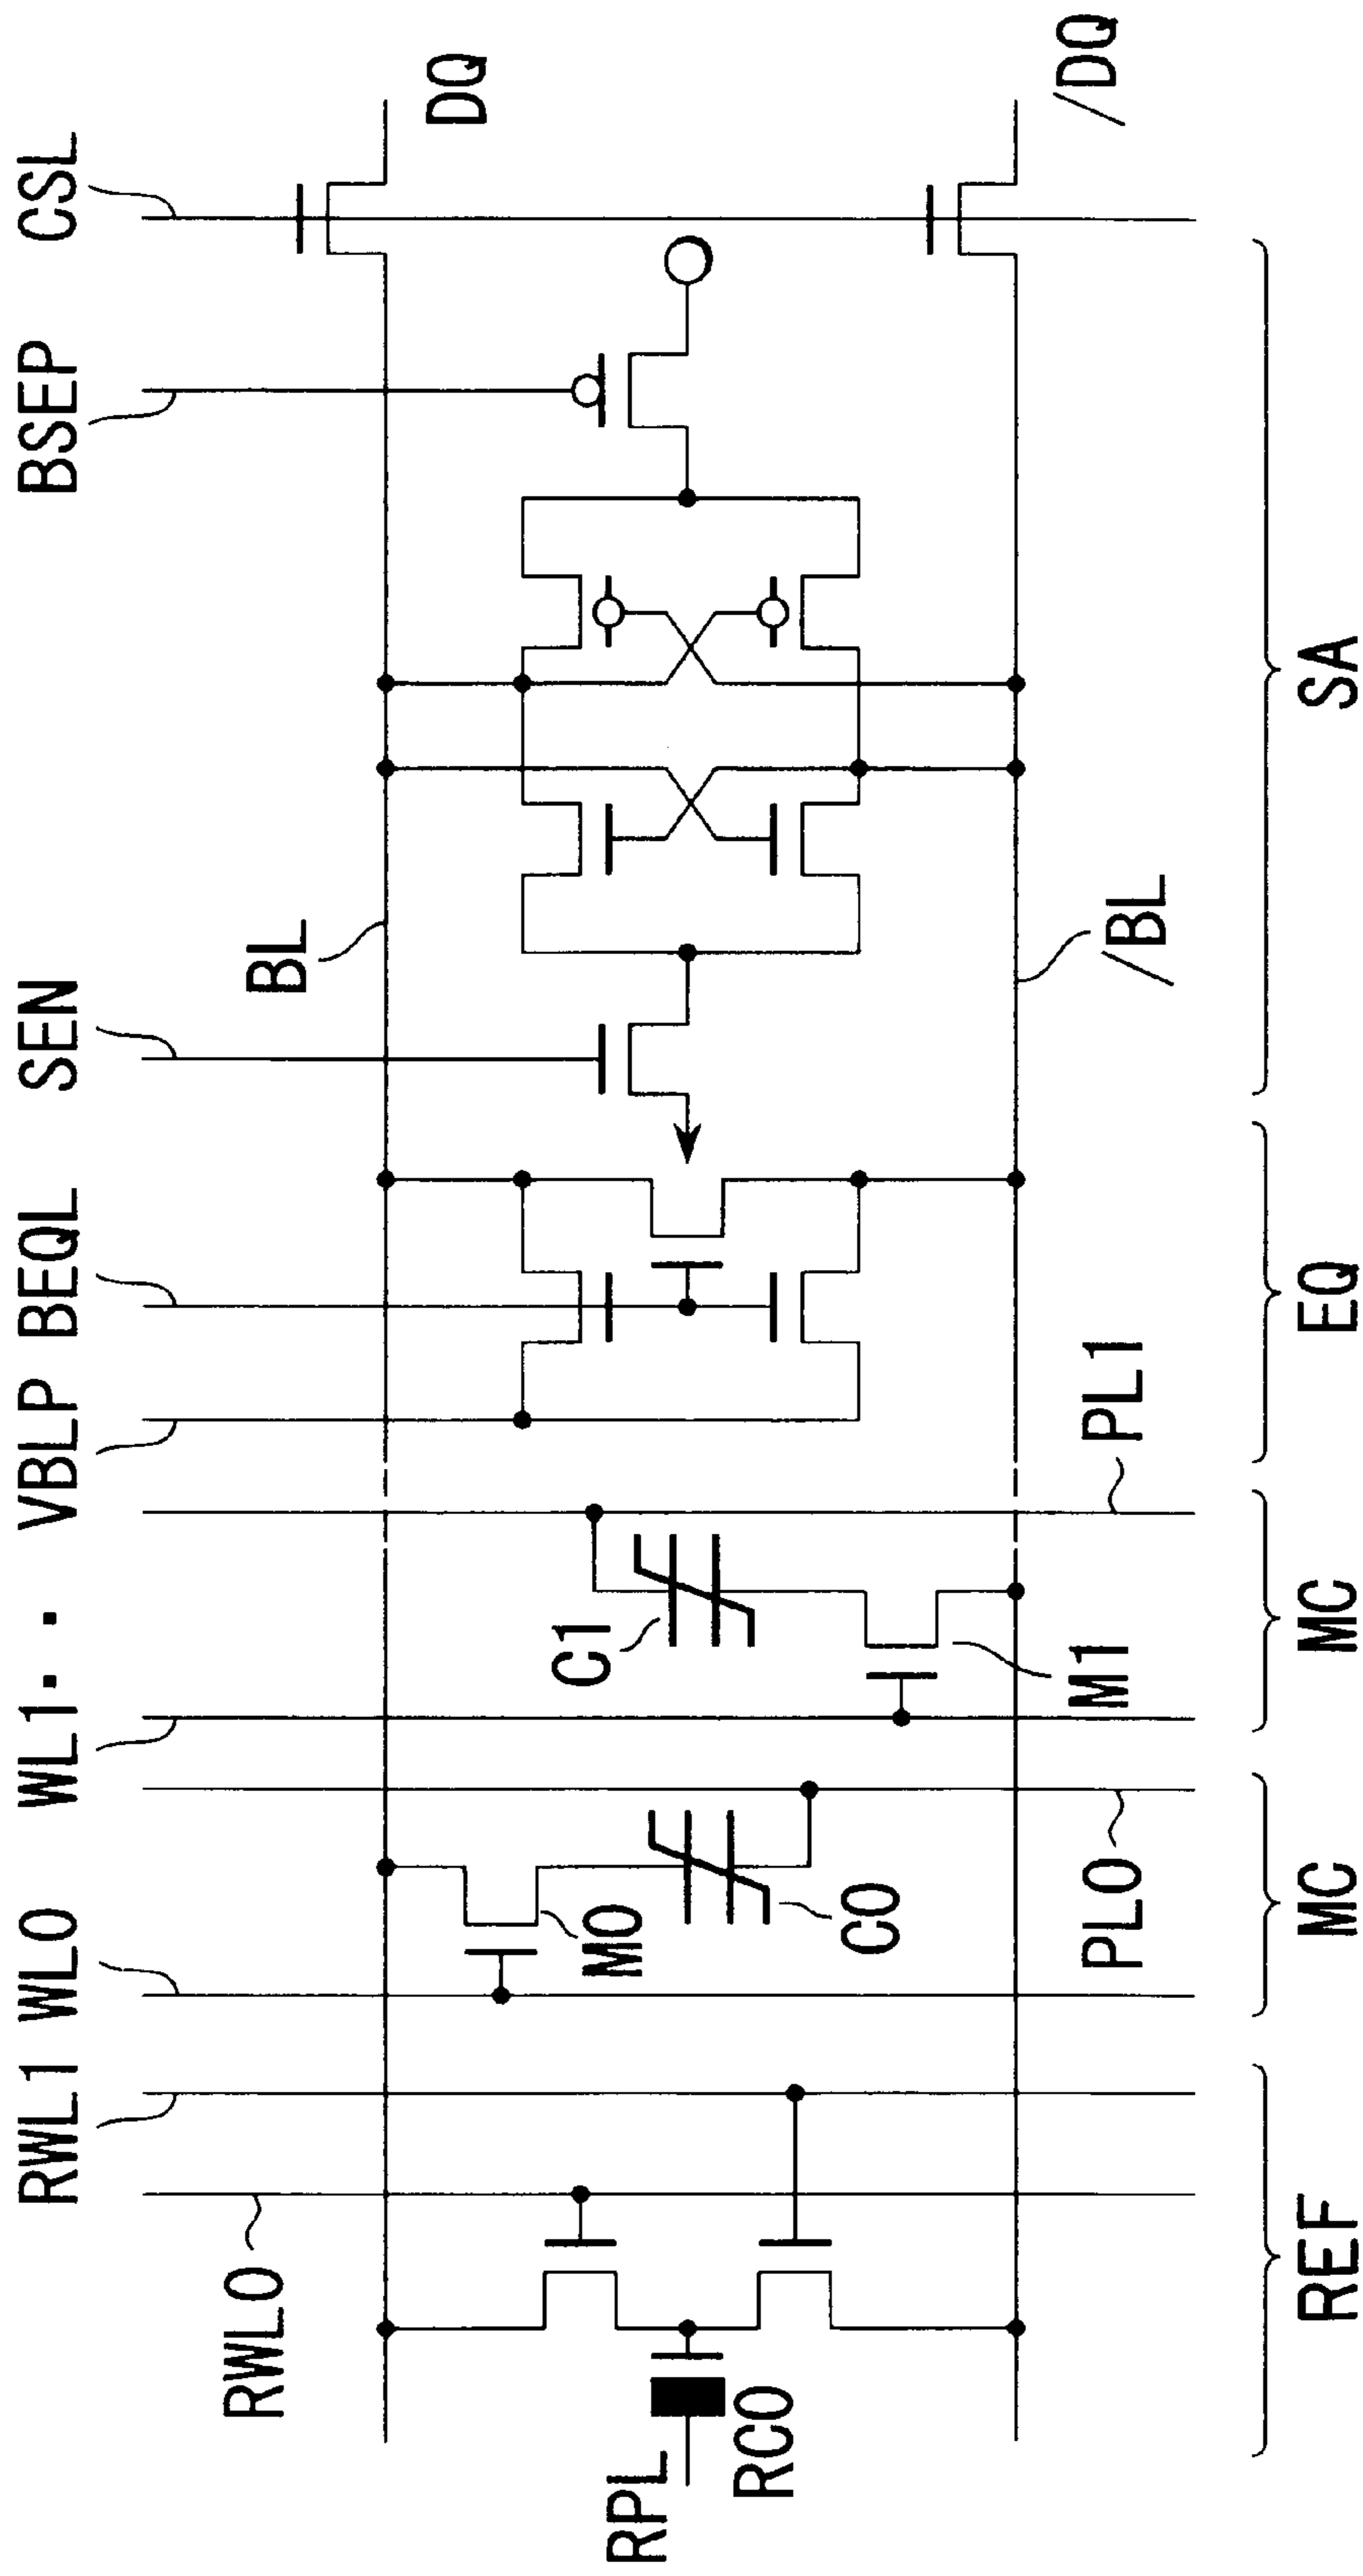 RWL0
RWL1
WL0
WL1
. .
VBLP
BEQL
SEN
BSEP
CSL
BL
DQ
M0
C0
C1
RPL
RC0
M1
PL0
PL1
/BL
/DQ
REF
MC
MC
EQ
SA